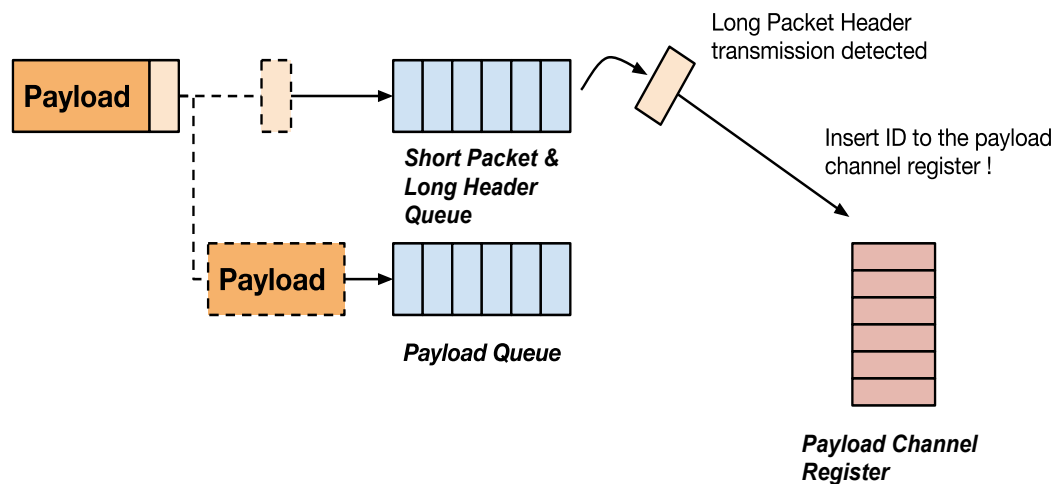 Long Packet Header
transmission detected
Payload
Short Packet &
Long Header
Queue
Insert ID to the payload
channel register !
Payload
Payload Queue
Payload Channel
Register